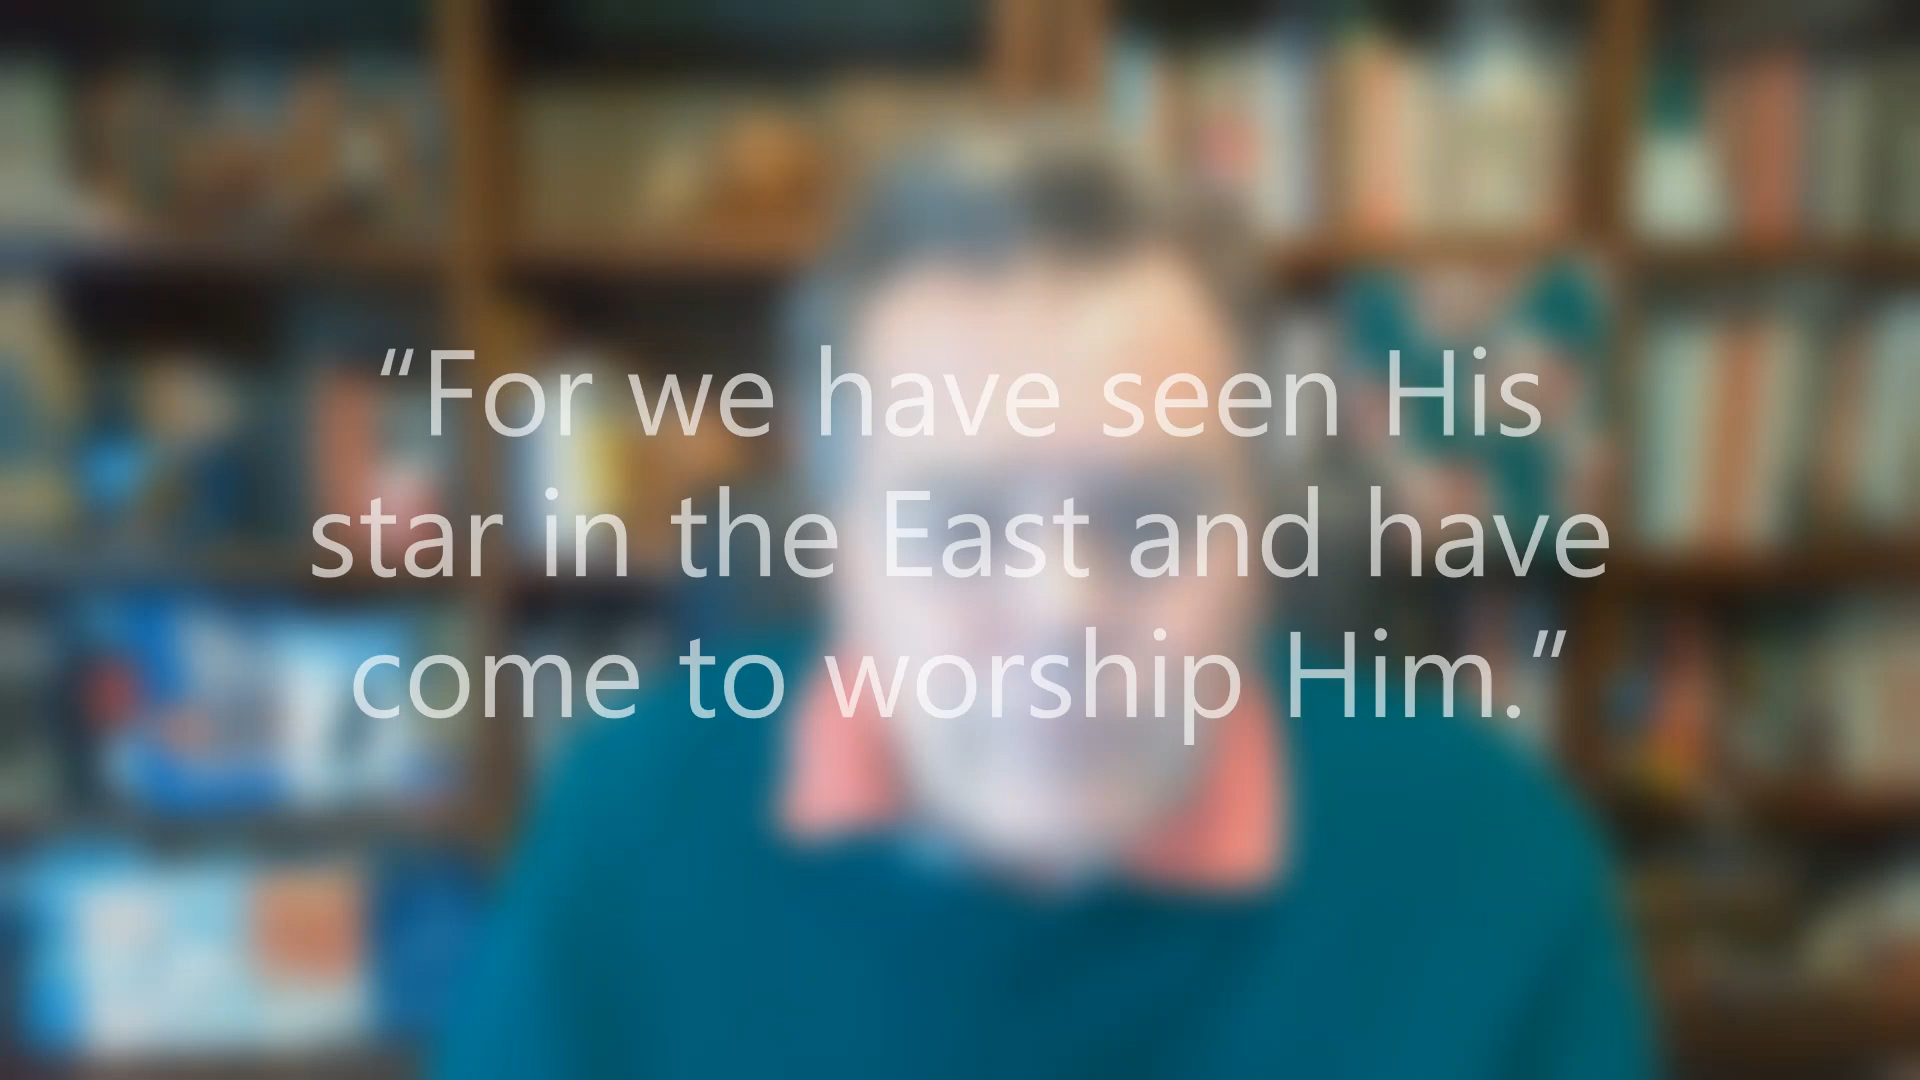 “For we have seen His
star in the East and have
come to worship Him.”